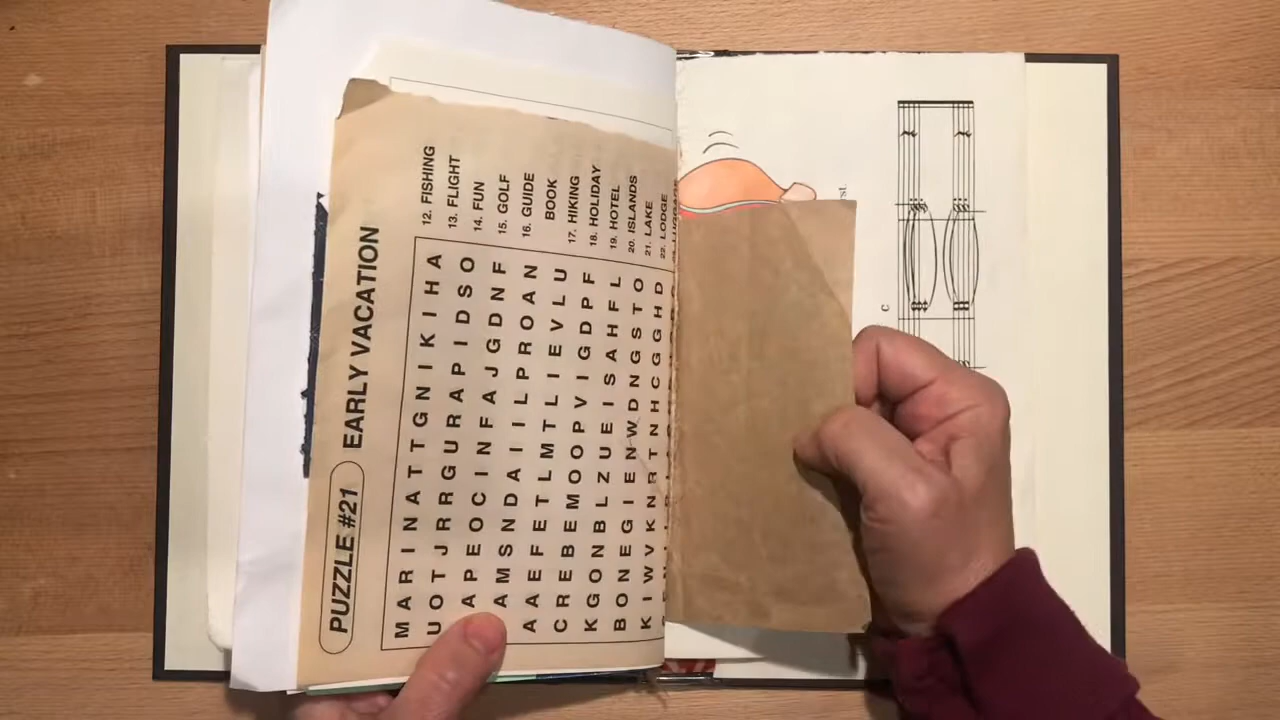 PUZZLE #21 EARLY VACATION
M A R I N A T T G N I K I H A
U O T J R R G U R A P I D S O
A P E O C I N F A J G D N F
A M S N D A I I L P R O A N
A A E F E T L M T L I E V L U
C R E B E M O O P V I G D P F
K G O N B L Z U E I S A H F L
B O N E G I E N W D N G S T O
K I W V K N R T N H C G G H D
12. FISHING
13. FLIGHT
14. FUN
15. GOLF
16. GUIDE
BOOK
17. HIKING
18. HOLIDAY
19. HOTEL
20. ISLANDS
21. LAKE
22. LODGE
C